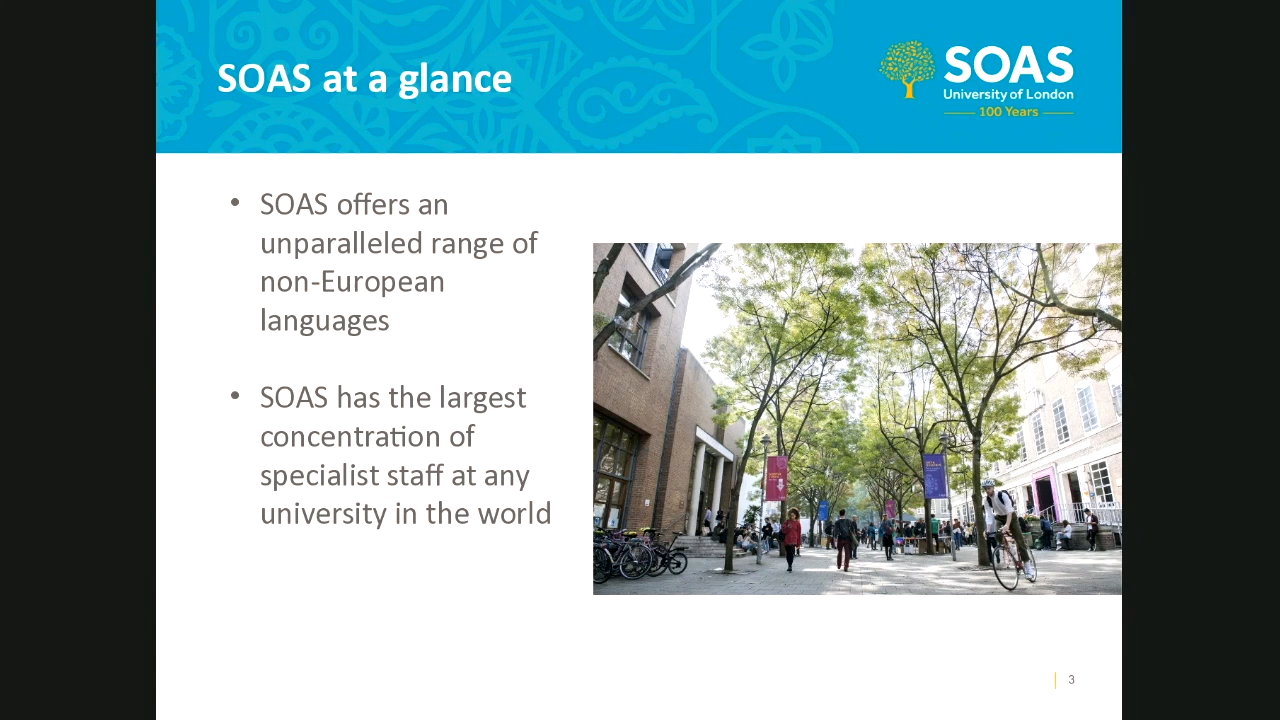 SOAS at a glance
SOAS
University of London
100 Years
• SOAS offers an
unparalleled range of
non-European
languages
• SOAS has the largest
concentration of
specialist staff at any
university in the world
3